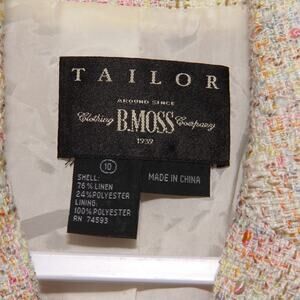 TAILOR
AROUND SINCE
Clothing B.MOSS Company
1939
10
SHELL:
76% LINEN
24% POLYESTER
LINING:
100% POLYESTER
RN 74593
MADE IN CHINA